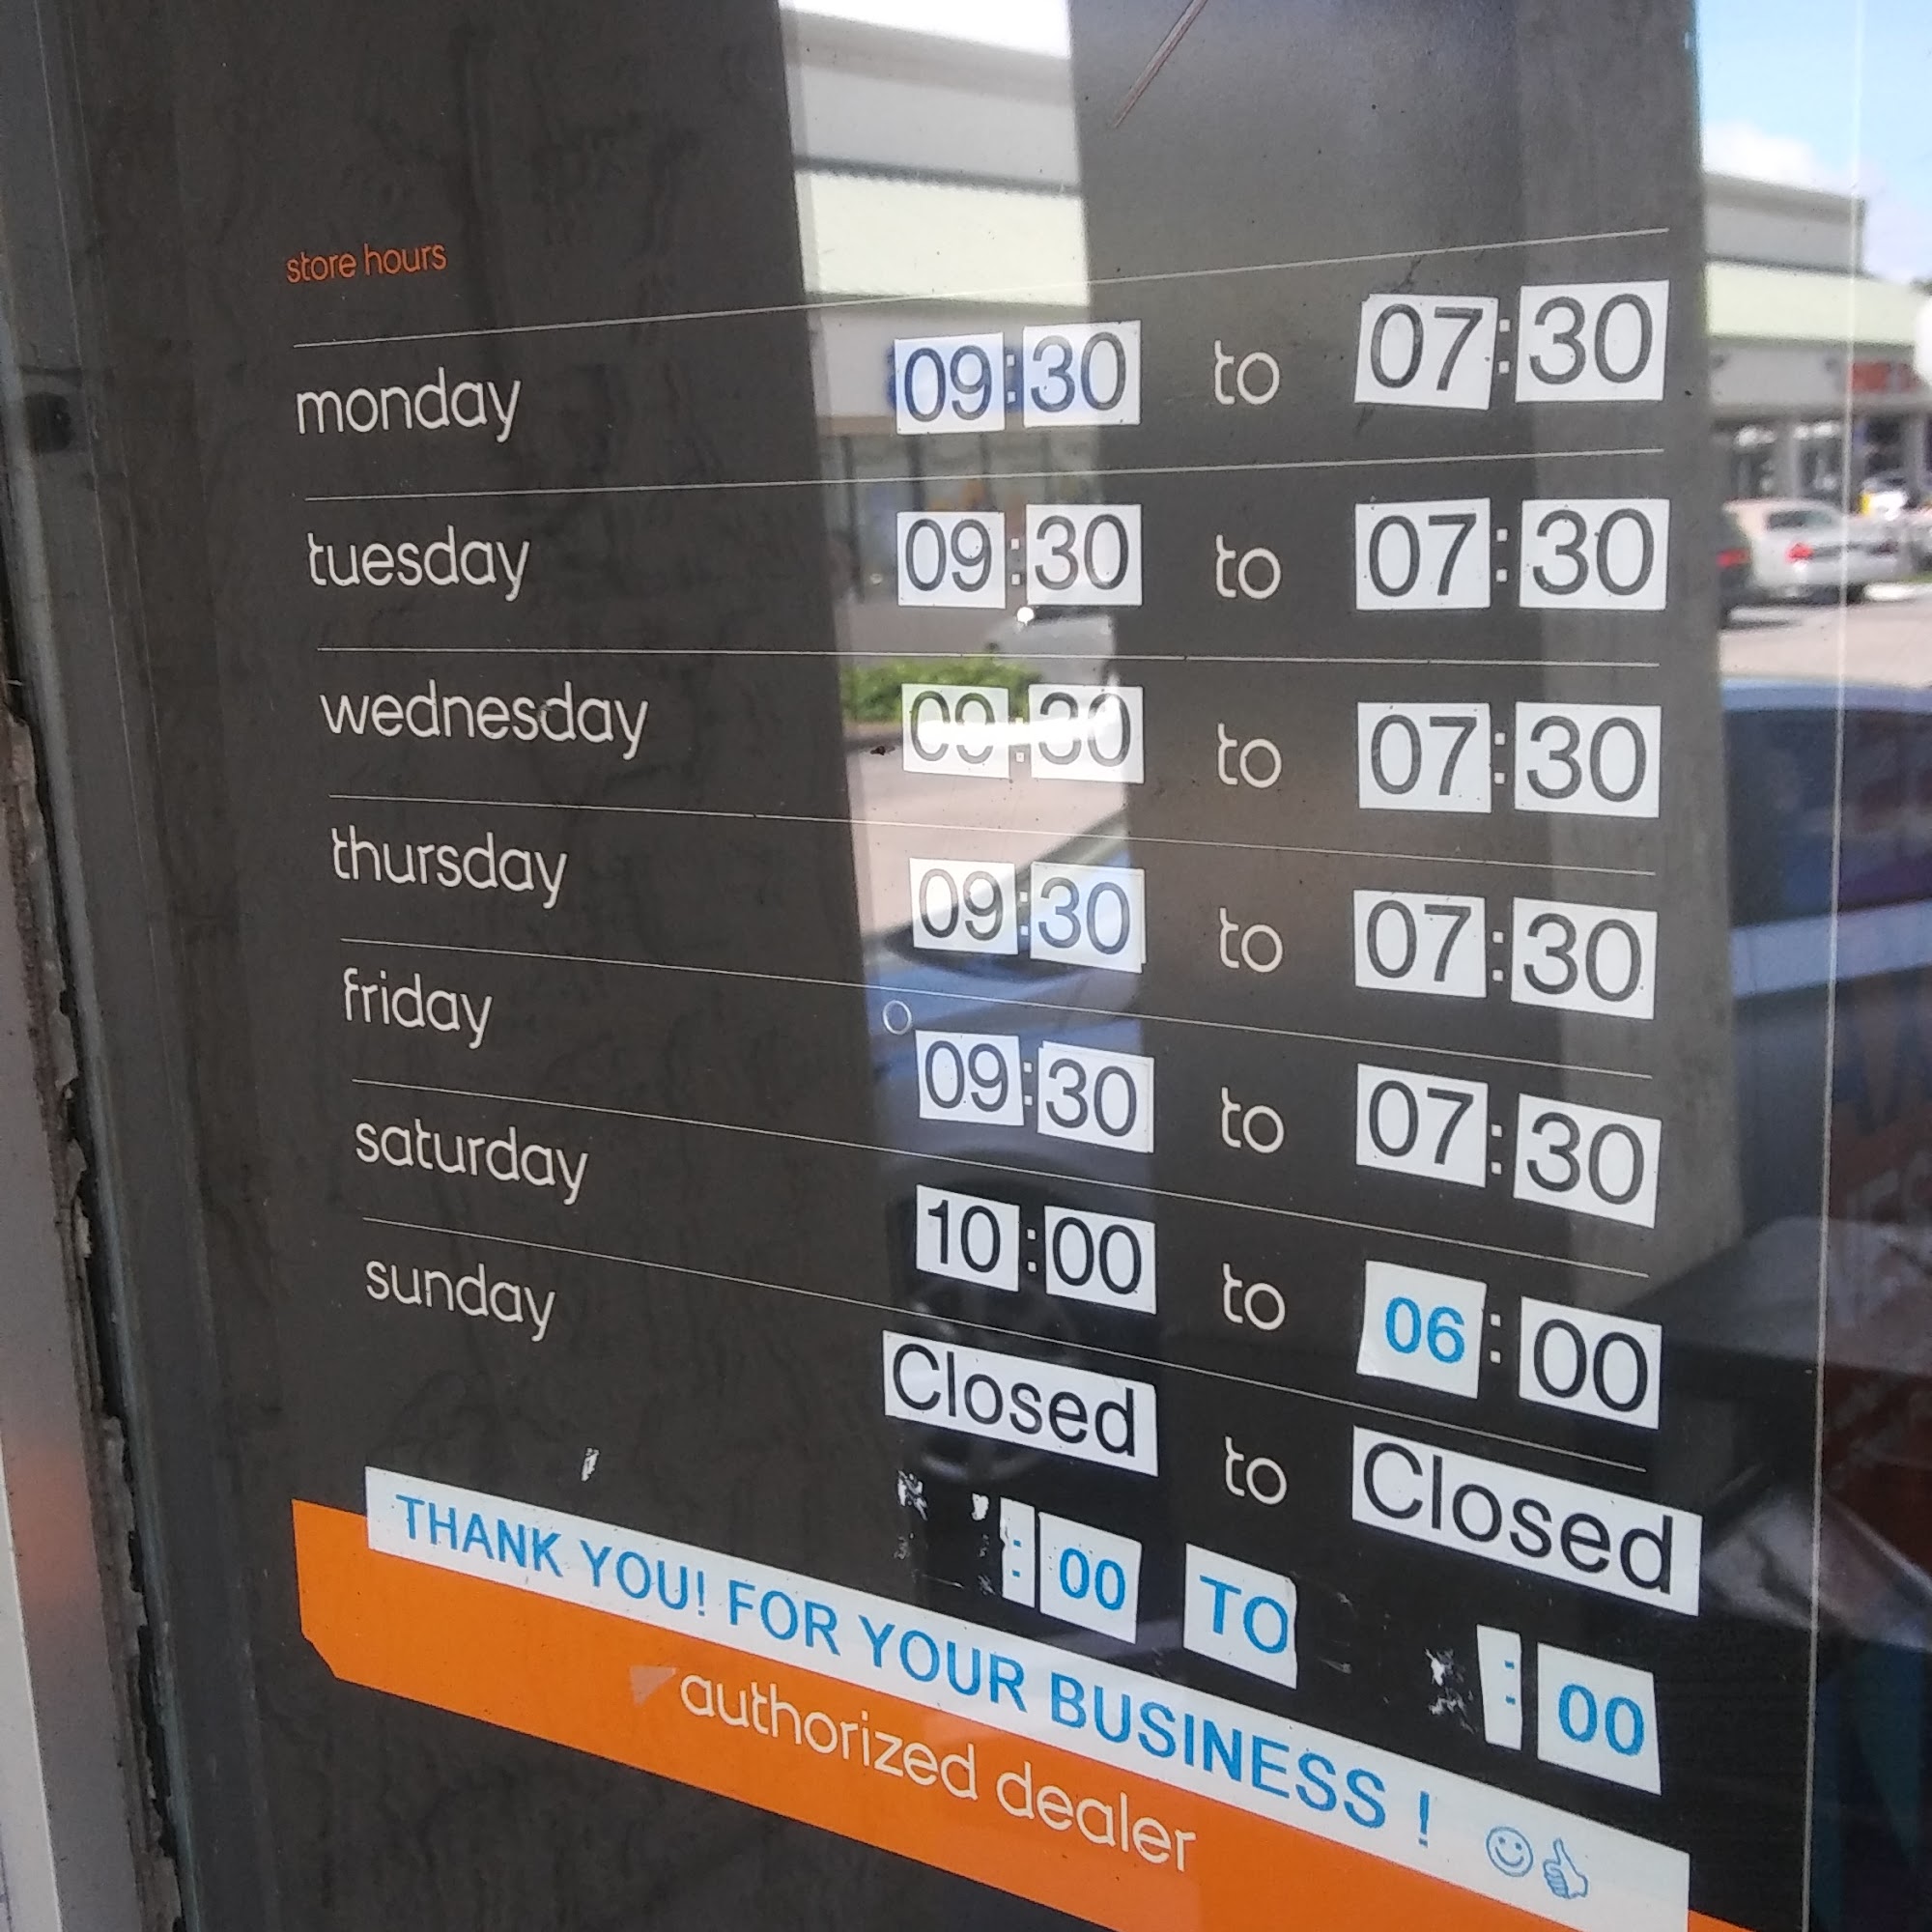 store hours
monday 09:30 to 07:30
tuesday 09:30 to 07:30
wednesday 09:30 to 07:30
thursday 09:30 to 07:30
friday 09:30 to 07:30
saturday 10:00 to 06:00
sunday Closed to Closed
:00 TO :00
THANK YOU! FOR YOUR BUSINESS ! ☺👍
authorized dealer